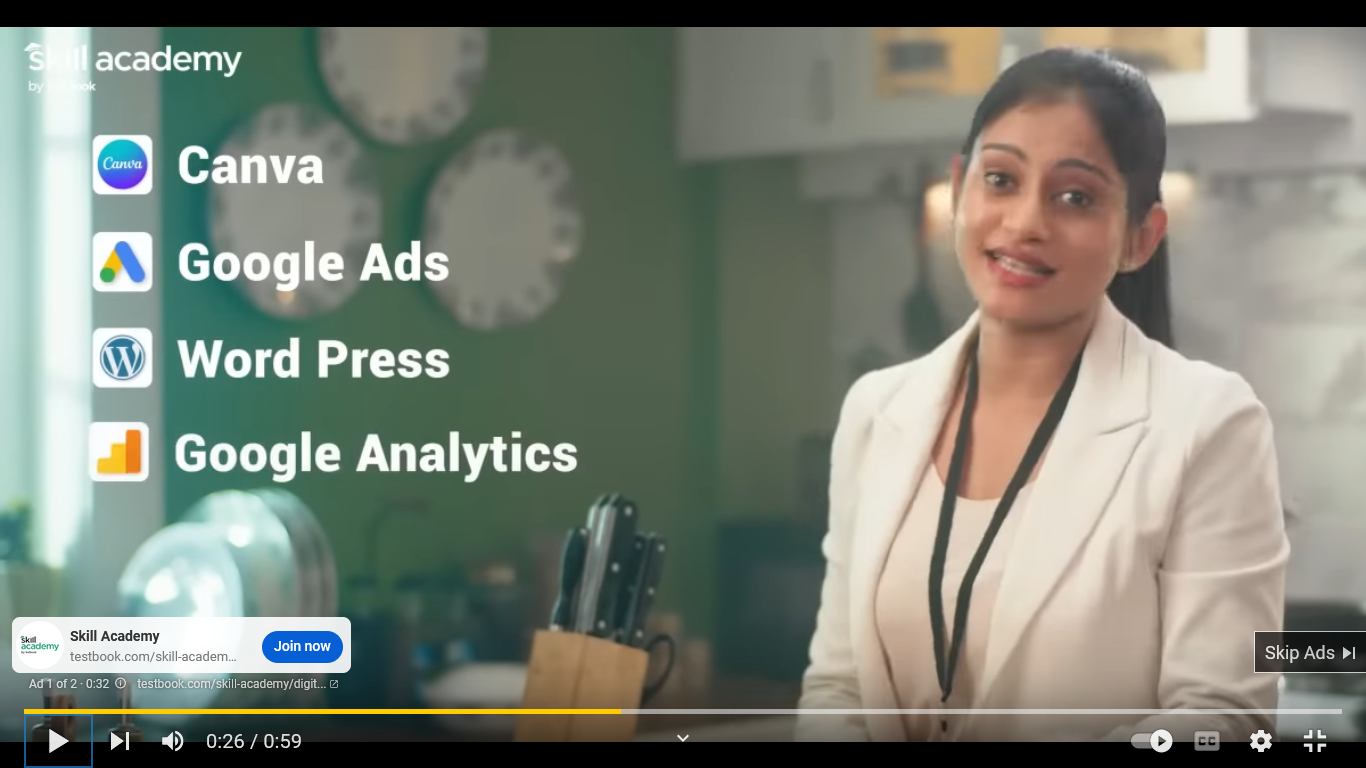 skill academy
by testbook
Canva
Canva
Google Ads
Word Press
Google Analytics
Skill Academy
testbook.com/skill-academ...
Join now
skill
academy
Skip Ads
Ad 1 of 2 · 0:32
testbook.com/skill-academy/digit...
0:26 / 0:59
CC